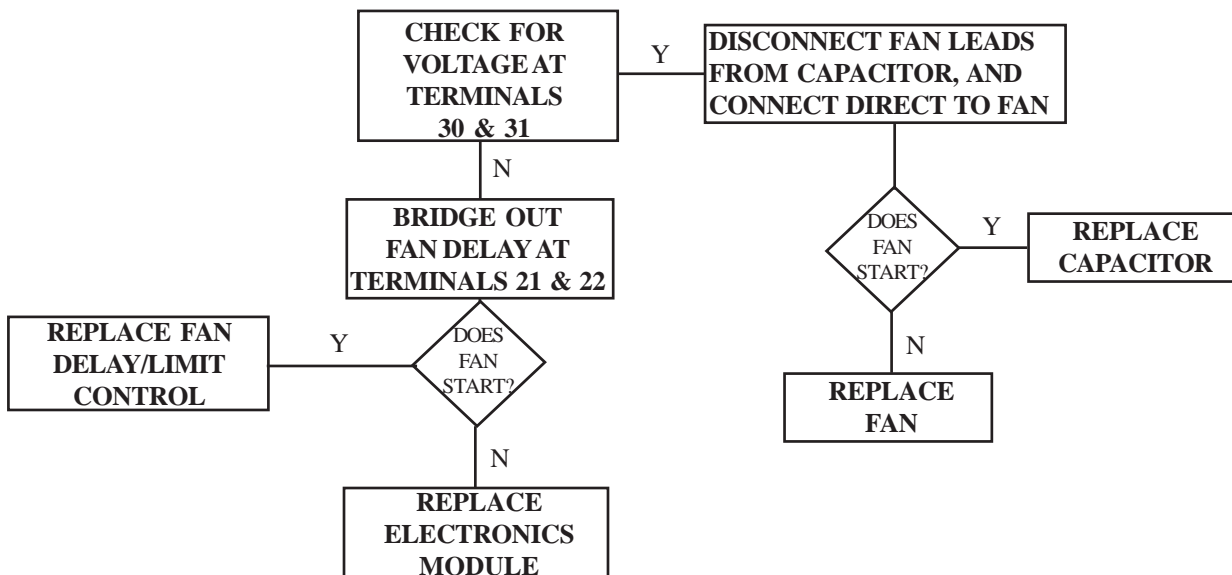 CHECK FOR
VOLTAGE AT
TERMINALS
30 & 31
Y
DISCONNECT FAN LEADS
FROM CAPACITOR, AND
CONNECT DIRECT TO FAN
N
BRIDGE OUT
FAN DELAY AT
TERMINALS 21 & 22
DOES
FAN
START?
Y
REPLACE
CAPACITOR
N
REPLACE
FAN
DOES
FAN
START?
Y
REPLACE FAN
DELAY/LIMIT
CONTROL
N
REPLACE
ELECTRONICS
MODULE